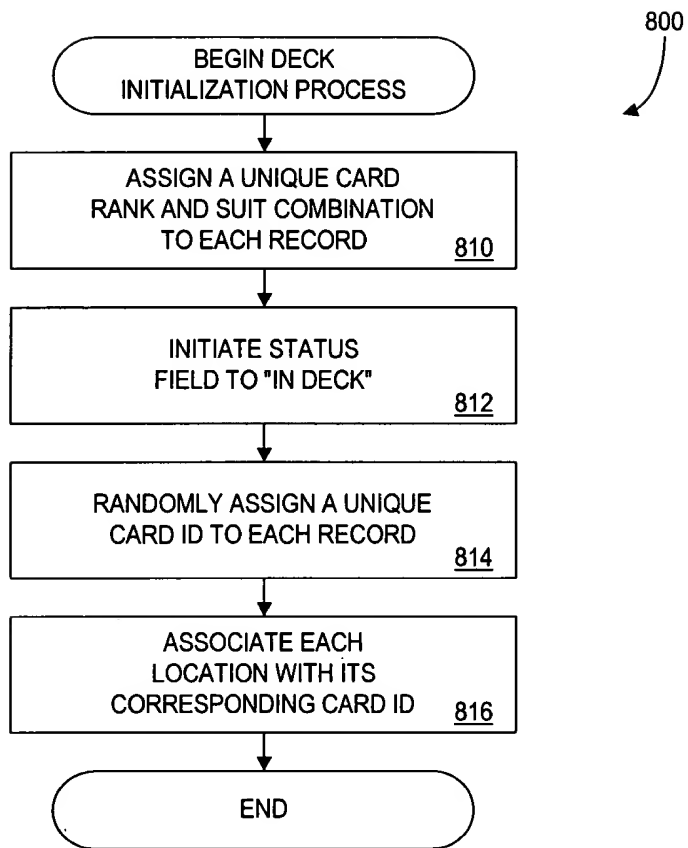 800
BEGIN DECK
INITIALIZATION PROCESS
ASSIGN A UNIQUE CARD
RANK AND SUIT COMBINATION
TO EACH RECORD
810
INITIATE STATUS
FIELD TO "IN DECK"
812
RANDOMLY ASSIGN A UNIQUE
CARD ID TO EACH RECORD
814
ASSOCIATE EACH
LOCATION WITH ITS
CORRESPONDING CARD ID
816
END